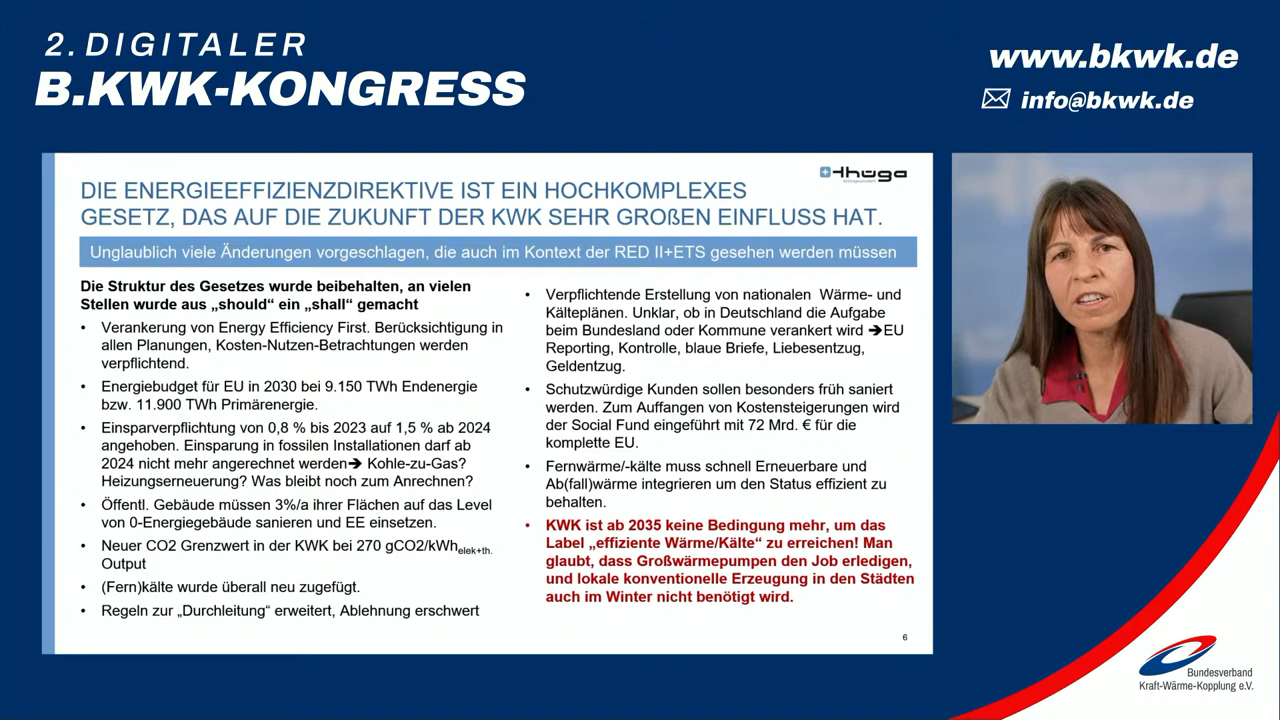 2. DIGITALER
B.KWK-KONGRESS
www.bkwk.de
info@bkwk.de
thüga
DIE ENERGIEEFFIZIENZDIREKTIVE IST EIN HOCHKOMPLEXES
GESETZ, DAS AUF DIE ZUKUNFT DER KWK SEHR GROßEN EINFLUSS HAT.
Unglaublich viele Änderungen vorgeschlagen, die auch im Kontext der RED II+ETS gesehen werden müssen
Die Struktur des Gesetzes wurde beibehalten, an vielen
Stellen wurde aus „should“ ein „shall“ gemacht
• Verankerung von Energy Efficiency First. Berücksichtigung in
allen Planungen, Kosten-Nutzen-Betrachtungen werden
verpflichtend.
• Energiebudget für EU in 2030 bei 9.150 TWh Endenergie
bzw. 11.900 TWh Primärenergie.
• Einsparverpflichtung von 0,8 % bis 2023 auf 1,5 % ab 2024
angehoben. Einsparung in fossilen Installationen darf ab
2024 nicht mehr angerechnet werden➔ Kohle-zu-Gas?
Heizungserneuerung? Was bleibt noch zum Anrechnen?
• Öffentl. Gebäude müssen 3%/a ihrer Flächen auf das Level
von 0-Energiegebäude sanieren und EE einsetzen.
• Neuer CO2 Grenzwert in der KWK bei 270 gCO2/kWhelek+th.
Output
• (Fern)kälte wurde überall neu zugefügt.
• Regeln zur „Durchleitung“ erweitert, Ablehnung erschwert
• Verpflichtende Erstellung von nationalen Wärme- und
Kälteplänen. Unklar, ob in Deutschland die Aufgabe
beim Bundesland oder Kommune verankert wird ➔EU
Reporting, Kontrolle, blaue Briefe, Liebesentzug,
Geldentzug.
• Schutzwürdige Kunden sollen besonders früh saniert
werden. Zum Auffangen von Kostensteigerungen wird
der Social Fund eingeführt mit 72 Mrd. € für die
komplette EU.
• Fernwärme/-kälte muss schnell Erneuerbare und
Ab(fall)wärme integrieren um den Status effizient zu
behalten.
• KWK ist ab 2035 keine Bedingung mehr, um das
Label „effiziente Wärme/Kälte“ zu erreichen! Man
glaubt, dass Großwärmepumpen den Job erledigen,
und lokale konventionelle Erzeugung in den Städten
auch im Winter nicht benötigt wird.
6
Bundesverband
Kraft-Wärme-Kopplung e.V.